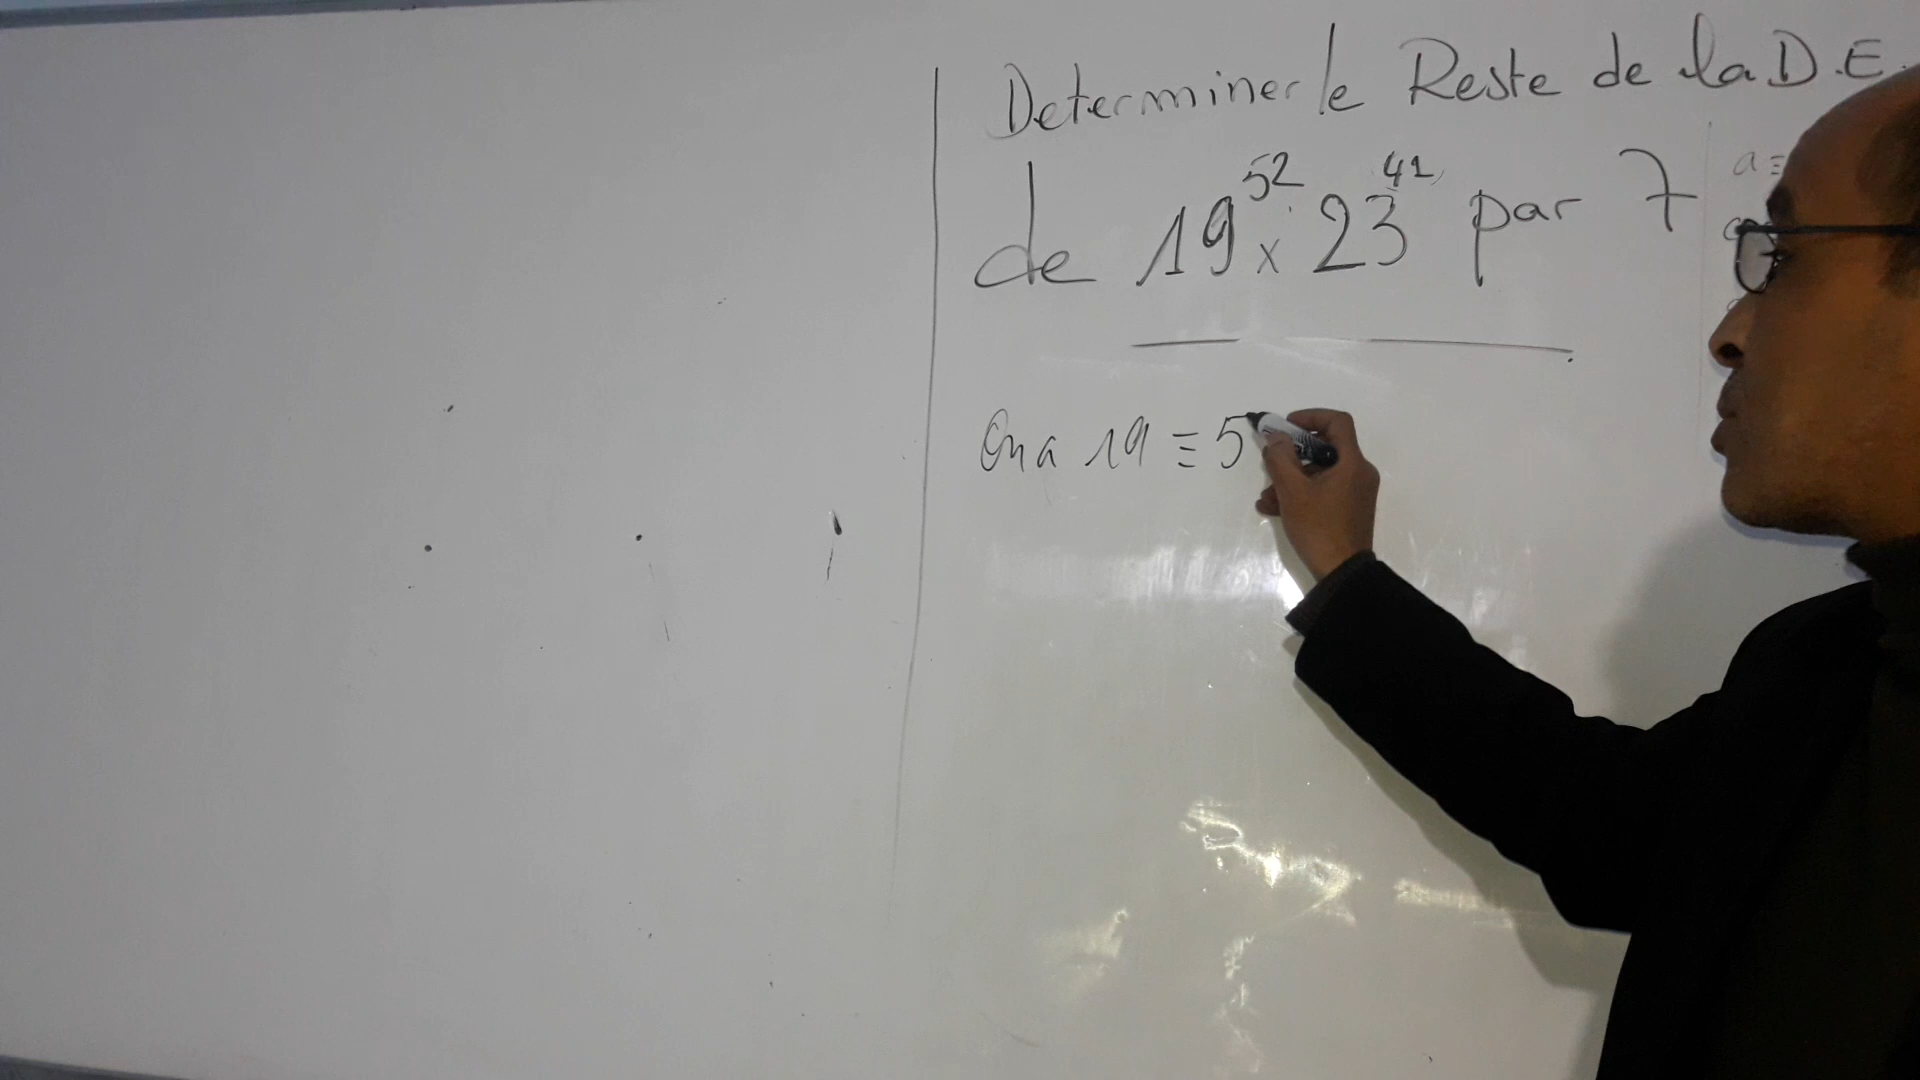 Determiner le Reste de la D.E.
de 19^52 x 23^41 par 7
a ≡
On a 19 ≡ 5